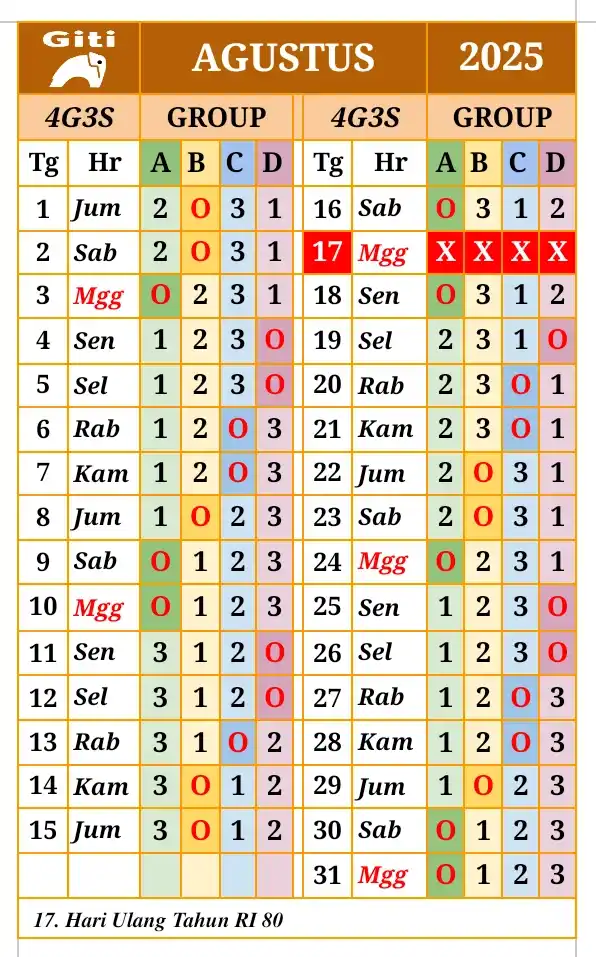 Giti AGUSTUS 2025
4G3S GROUP 4G3S GROUP
Tg Hr A B C D Tg Hr A B C D
1 Jum 2 O 3 1 16 Sab O 3 1 2
2 Sab 2 O 3 1 17 Mgg X X X X
3 Mgg O 2 3 1 18 Sen O 3 1 2
4 Sen 1 2 3 O 19 Sel 2 3 1 O
5 Sel 1 2 3 O 20 Rab 2 3 O 1
6 Rab 1 2 O 3 21 Kam 2 3 O 1
7 Kam 1 2 O 3 22 Jum 2 O 3 1
8 Jum 1 O 2 3 23 Sab 2 O 3 1
9 Sab O 1 2 3 24 Mgg O 2 3 1
10 Mgg O 1 2 3 25 Sen 1 2 3 O
11 Sen 3 1 2 O 26 Sel 1 2 3 O
12 Sel 3 1 2 O 27 Rab 1 2 O 3
13 Rab 3 1 O 2 28 Kam 1 2 O 3
14 Kam 3 O 1 2 29 Jum 1 O 2 3
15 Jum 3 O 1 2 30 Sab O 1 2 3
31 Mgg O 1 2 3
17. Hari Ulang Tahun RI 80